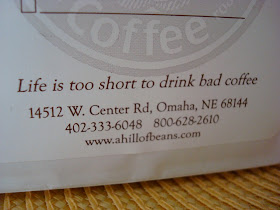 Coffee
Life is too short to drink bad coffee
14512 W. Center Rd, Omaha, NE 68144
402-333-6048 800-628-2610
www.ahillofbeans.com